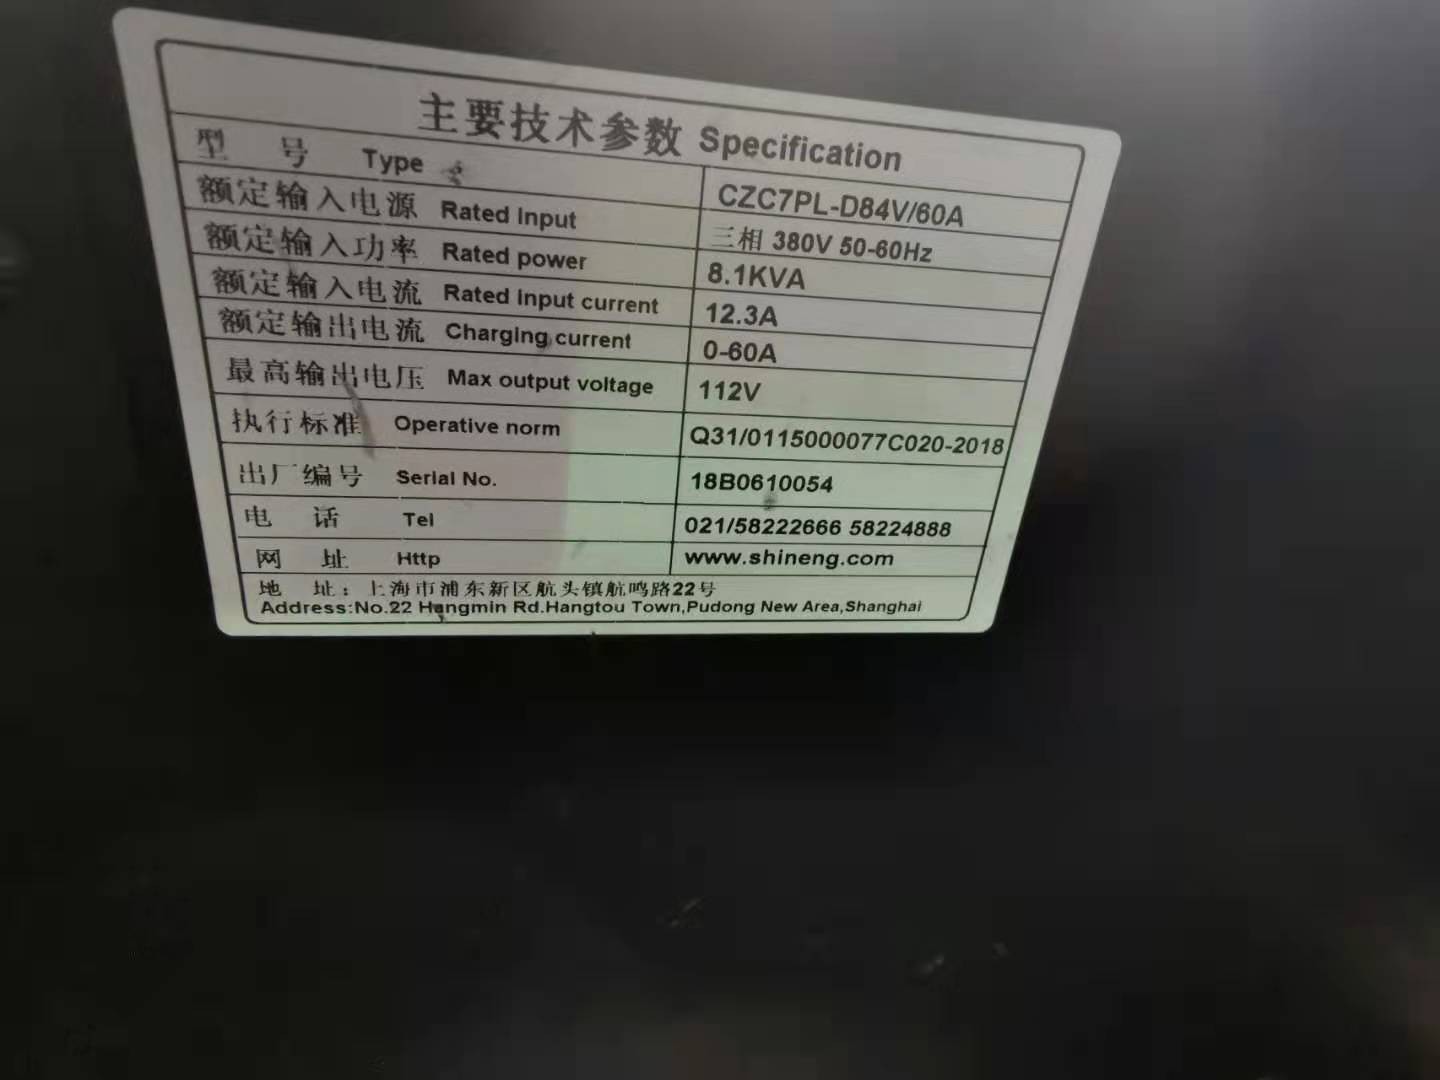 主要技术参数 Specification
型 号 Type CZC7PL-D84V/60A
额定输入电源 Rated Input 三相 380V 50-60Hz
额定输入功率 Rated power 8.1KVA
额定输入电流 Rated Input current 12.3A
额定输出电流 Charging current 0-60A
最高输出电压 Max output voltage 112V
执行标准 Operative norm Q31/0115000077C020-2018
出厂编号 Serial No. 18B0610054
电 话 Tel 021/58222666 58224888
网 址 Http www.shineng.com
地 址：上海市浦东新区航头镇航鸣路22号
Address:No.22 Hangmin Rd.Hangtou Town,Pudong New Area,Shanghai